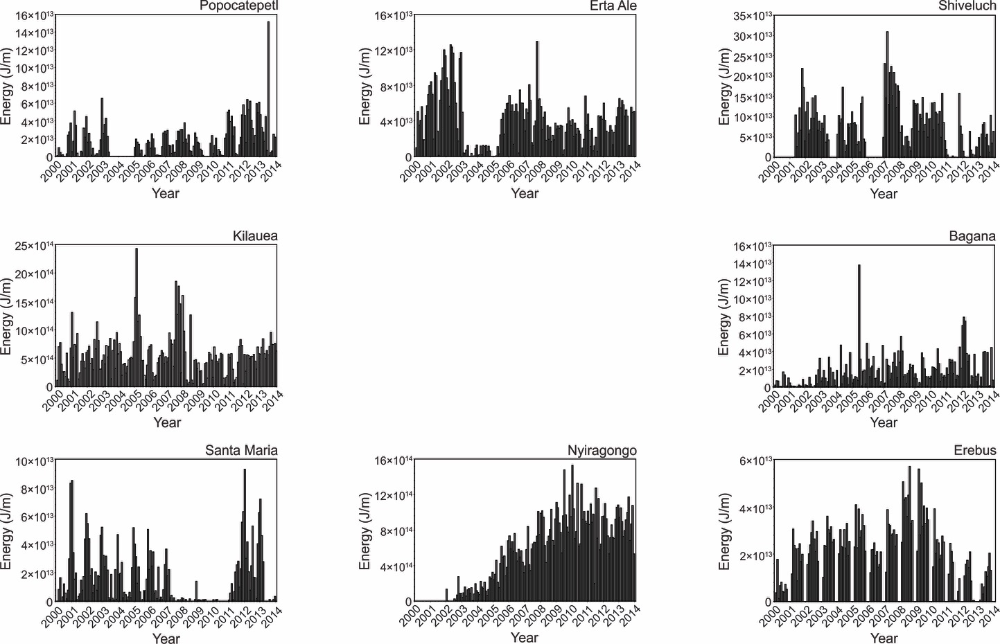 Popocatepetl
Energy (J/m)
16×10¹³
14×10¹³
12×10¹³
10×10¹³
8×10¹³
6×10¹³
4×10¹³
2×10¹³
0
2000 2001 2002 2003 2004 2005 2006 2007 2008 2009 2010 2011 2012 2013 2014
Year
Erta Ale
Energy (J/m)
16×10¹³
12×10¹³
8×10¹³
4×10¹³
0
2000 2001 2002 2003 2004 2005 2006 2007 2008 2009 2010 2011 2012 2013 2014
Year
Shiveluch
Energy (J/m)
35×10¹³
30×10¹³
25×10¹³
20×10¹³
15×10¹³
10×10¹³
5×10¹³
0
2000 2001 2002 2003 2004 2005 2006 2007 2008 2009 2010 2011 2012 2013 2014
Year
Kilauea
Energy (J/m)
25×10¹⁴
20×10¹⁴
15×10¹⁴
10×10¹⁴
5×10¹⁴
0
2000 2001 2002 2003 2004 2005 2006 2007 2008 2009 2010 2011 2012 2013 2014
Year
Bagana
Energy (J/m)
16×10¹³
14×10¹³
12×10¹³
10×10¹³
8×10¹³
6×10¹³
4×10¹³
2×10¹³
0
2000 2001 2002 2003 2004 2005 2006 2007 2008 2009 2010 2011 2012 2013 2014
Year
Santa Maria
Energy (J/m)
10×10¹³
8×10¹³
6×10¹³
4×10¹³
2×10¹³
0
2000 2001 2002 2003 2004 2005 2006 2007 2008 2009 2010 2011 2012 2013 2014
Year
Nyiragongo
Energy (J/m)
16×10¹⁴
12×10¹⁴
8×10¹⁴
4×10¹⁴
0
2000 2001 2002 2003 2004 2005 2006 2007 2008 2009 2010 2011 2012 2013 2014
Year
Erebus
Energy (J/m)
6×10¹³
4×10¹³
2×10¹³
0
2000 2001 2002 2003 2004 2005 2006 2007 2008 2009 2010 2011 2012 2013 2014
Year